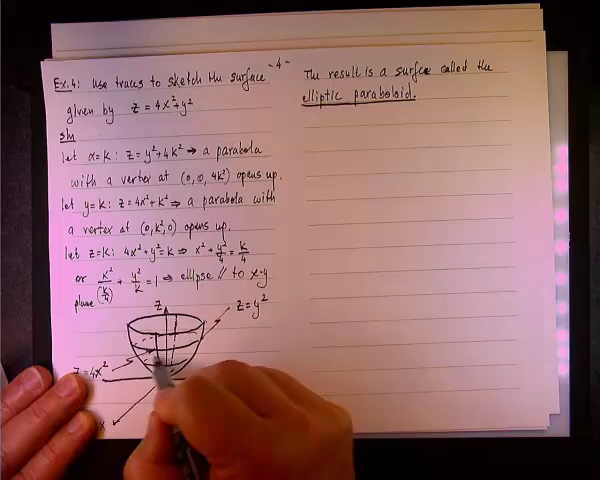 -4-
Ex.4: use traces to sketch the surface
given by z = 4x²+y²
sln
let x=k: z=y²+4k² → a parabola
with a vertex at (0, 0, 4k²) opens up.
let y=k: z=4x²+k² → a parabola with
a vertex at (0, k², 0) opens up.
let z=k: 4x²+y²=k ⇒ x²+y²/4=k/4
or x²/(k/4) + y²/k = 1 ⇒ ellipse // to x-y
plane
z
z=y²
z=4x²
x
The result is a surfce called the
elliptic paraboloid.